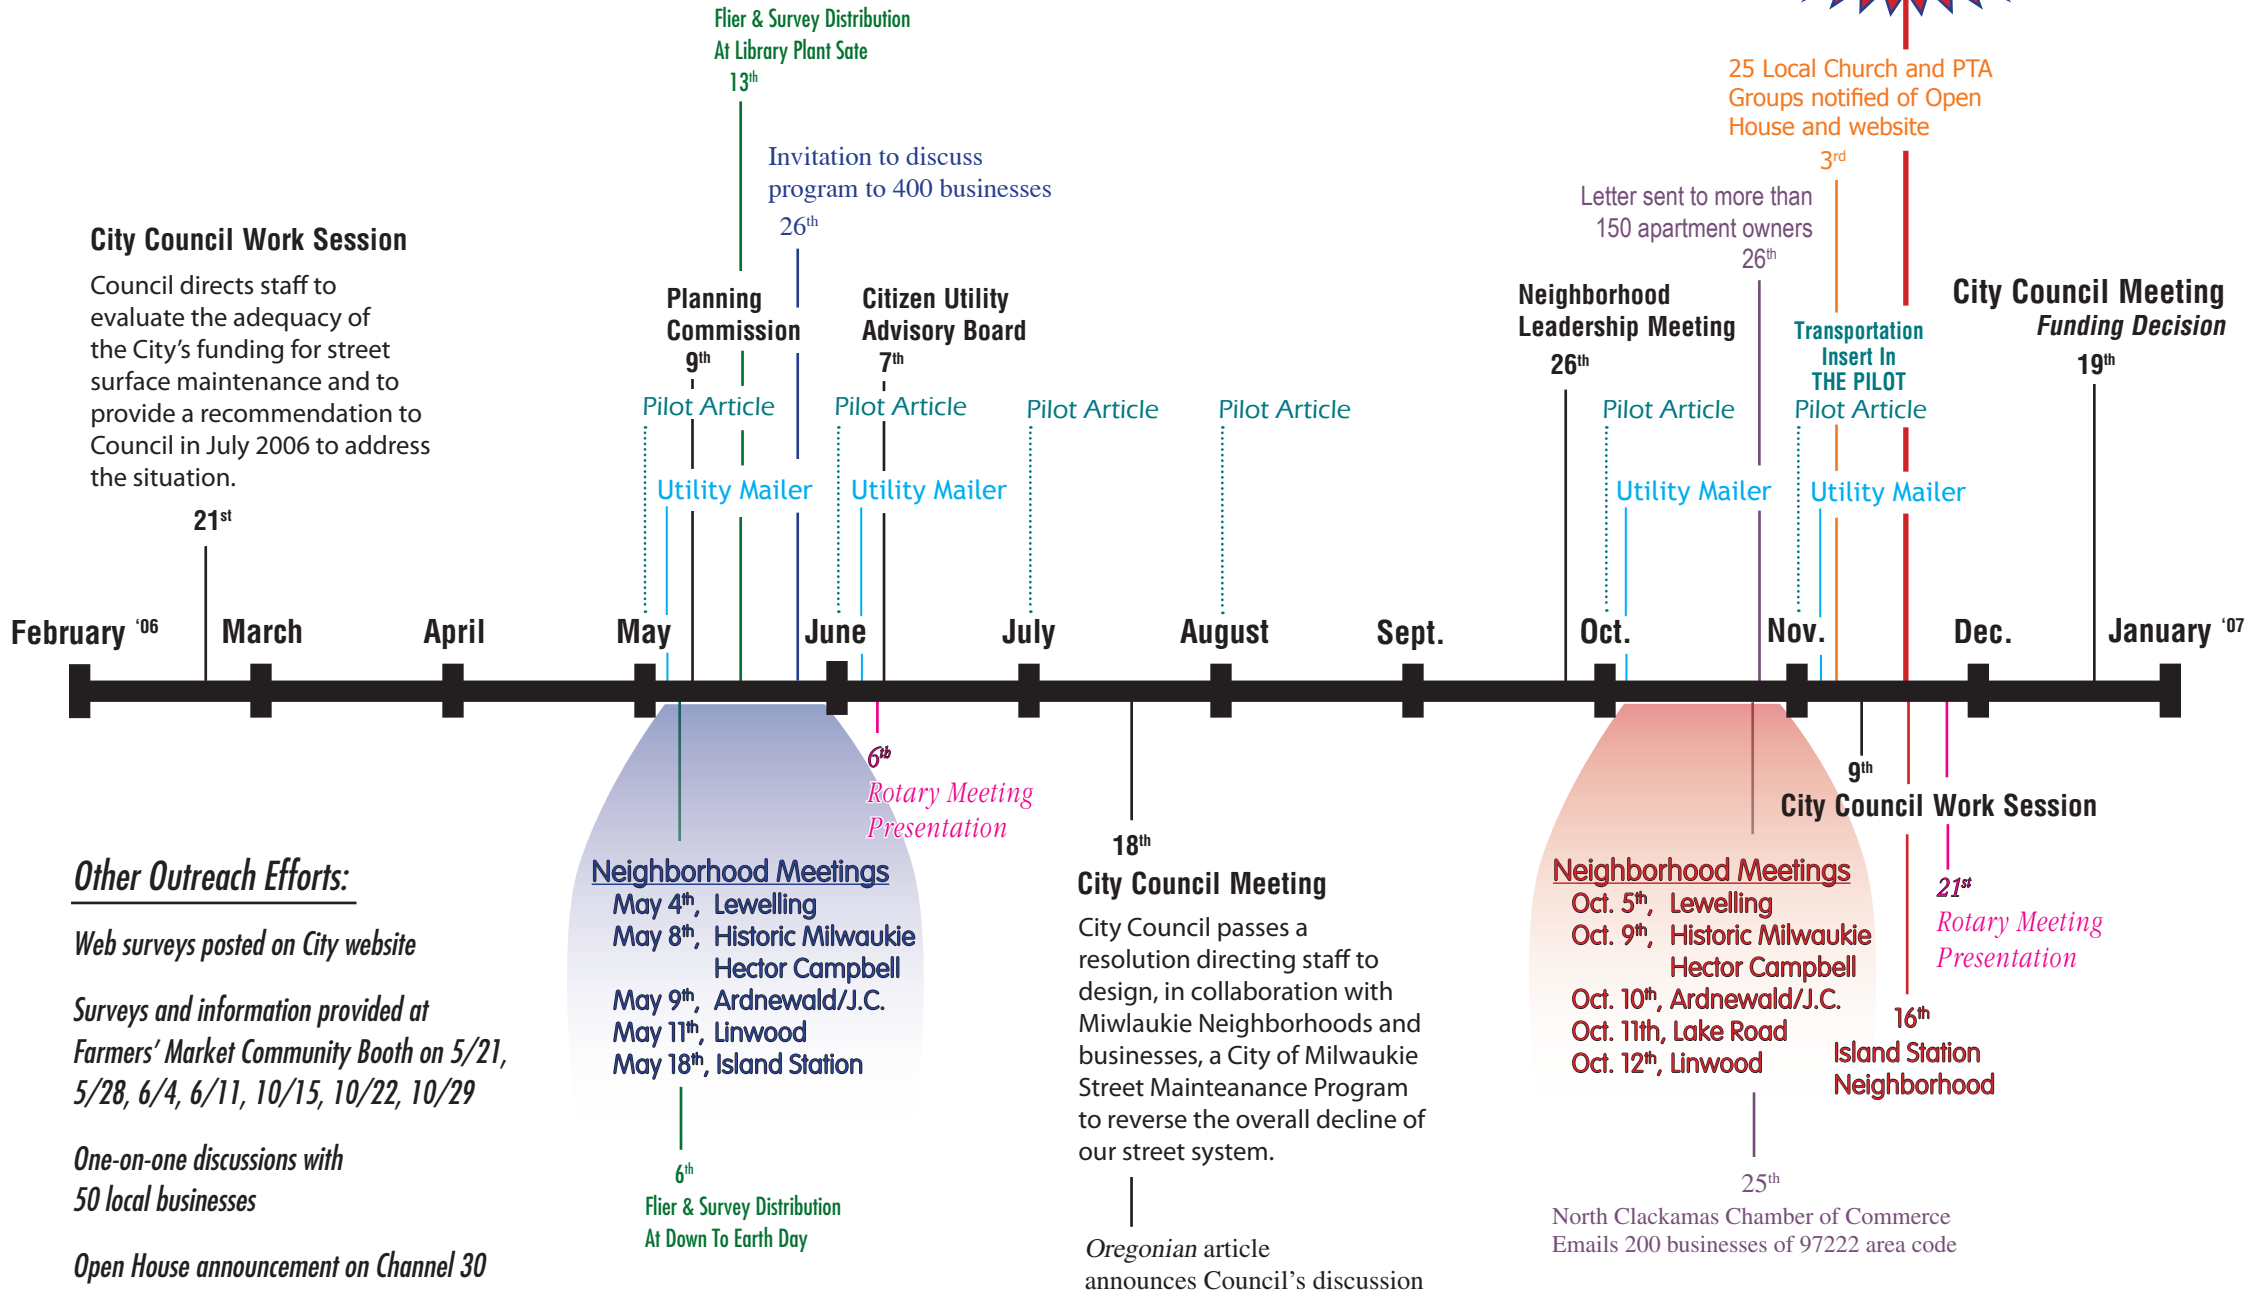 Flier & Survey Distribution
At Library Plant Sate
13th
25 Local Church and PTA
Groups notified of Open
House and website
3rd
Invitation to discuss
program to 400 businesses
26th
Letter sent to more than
150 apartment owners
26th
City Council Work Session
Council directs staff to
evaluate the adequacy of
the City's funding for street
surface maintenance and to
provide a recommendation to
Council in July 2006 to address
the situation.
21st
Planning
Commission
9th
Citizen Utility
Advisory Board
7th
Neighborhood
Leadership Meeting
26th
Transportation
Insert In
THE PILOT
City Council Meeting
Funding Decision
19th
Pilot Article
Pilot Article
Pilot Article
Pilot Article
Pilot Article
Pilot Article
Utility Mailer
Utility Mailer
Utility Mailer
Utility Mailer
February '06
March
April
May
June
July
August
Sept.
Oct.
Nov.
Dec.
January '07
6th
Rotary Meeting
Presentation
9th
City Council Work Session
21st
Rotary Meeting
Presentation
16th
Island Station
Neighborhood
Other Outreach Efforts:
Web surveys posted on City website
Surveys and information provided at
Farmers' Market Community Booth on 5/21,
5/28, 6/4, 6/11, 10/15, 10/22, 10/29
One-on-one discussions with
50 local businesses
Open House announcement on Channel 30
Neighborhood Meetings
May 4th, Lewelling
May 8th, Historic Milwaukie
Hector Campbell
May 9th, Ardnewald/J.C.
May 11th, Linwood
May 18th, Island Station
6th
Flier & Survey Distribution
At Down To Earth Day
18th
City Council Meeting
City Council passes a
resolution directing staff to
design, in collaboration with
Miwlaukie Neighborhoods and
businesses, a City of Milwaukie
Street Mainteanance Program
to reverse the overall decline of
our street system.
Oregonian article
announces Council's discussion
Neighborhood Meetings
Oct. 5th, Lewelling
Oct. 9th, Historic Milwaukie
Hector Campbell
Oct. 10th, Ardnewald/J.C.
Oct. 11th, Lake Road
Oct. 12th, Linwood
25th
North Clackamas Chamber of Commerce
Emails 200 businesses of 97222 area code